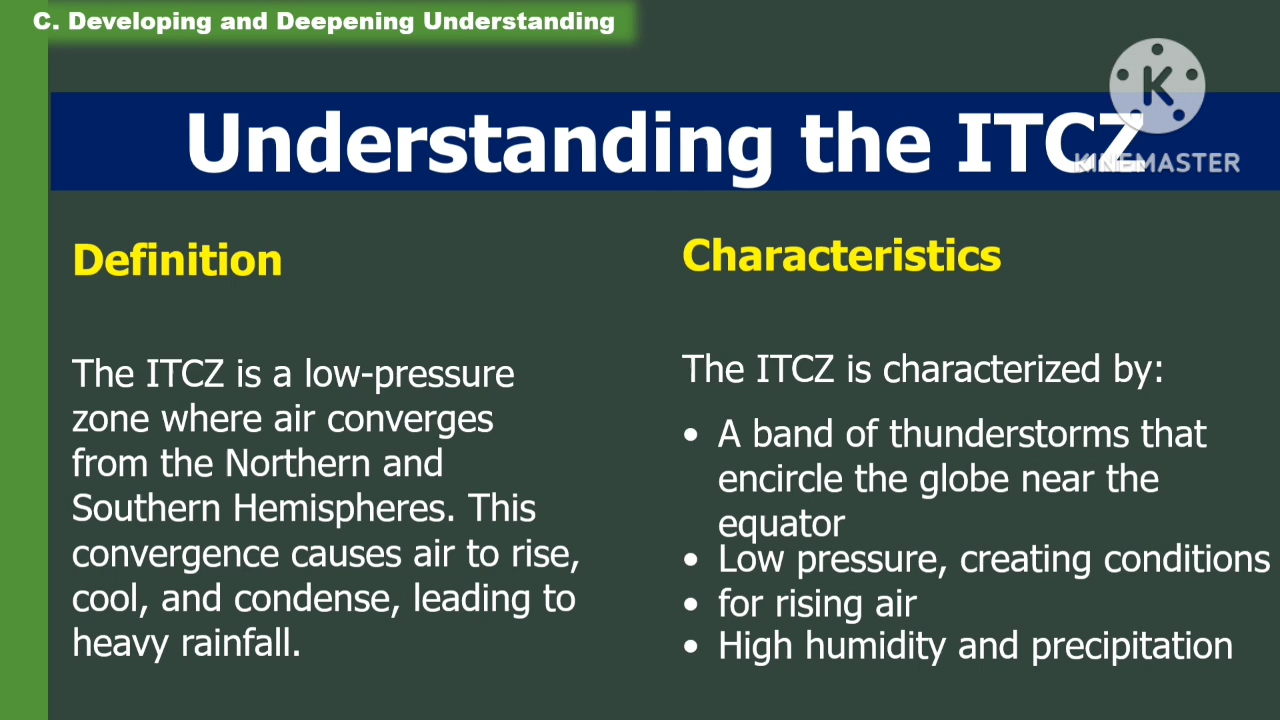 C. Developing and Deepening Understanding
Understanding the ITCZ
K
KINEMASTER
Definition
The ITCZ is a low-pressure
zone where air converges
from the Northern and
Southern Hemispheres. This
convergence causes air to rise,
cool, and condense, leading to
heavy rainfall.
Characteristics
The ITCZ is characterized by:
• A band of thunderstorms that
encircle the globe near the
equator
• Low pressure, creating conditions
• for rising air
• High humidity and precipitation